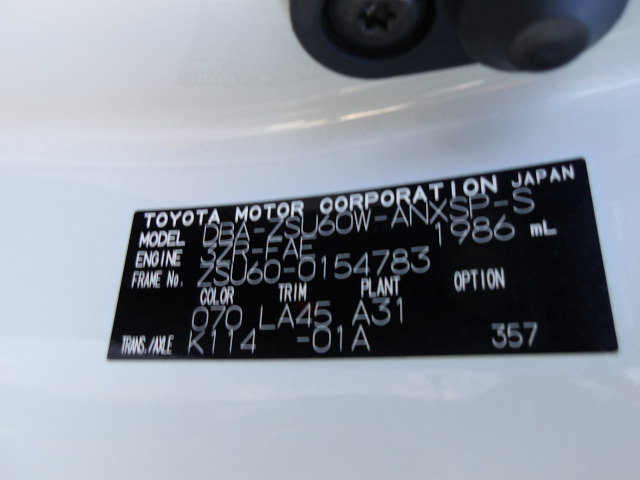 TOYOTA MOTOR CORPORATION JAPAN
MODEL DBA-ZSU60W-ANXSP-S
ENGINE 3ZR-FAE 1986 mL
FRAME No. ZSU60-0154783
COLOR TRIM PLANT OPTION
070 LA45 A31
TRANS./AXLE K114 -01A 357